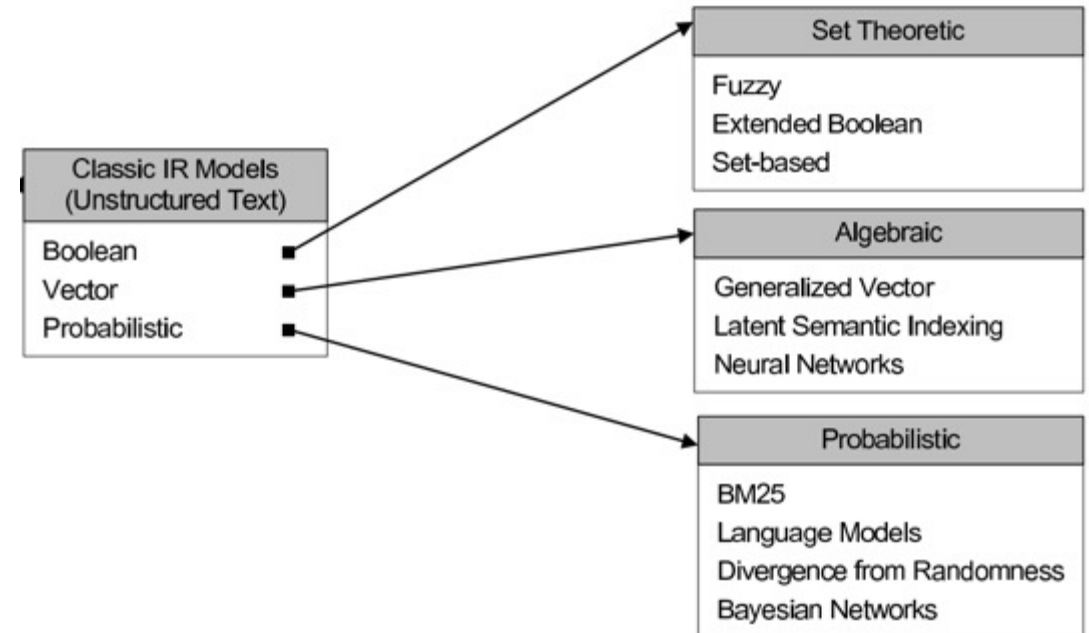 Classic IR Models
(Unstructured Text)
Boolean
Vector
Probabilistic
Set Theoretic
Fuzzy
Extended Boolean
Set-based
Algebraic
Generalized Vector
Latent Semantic Indexing
Neural Networks
Probabilistic
BM25
Language Models
Divergence from Randomness
Bayesian Networks